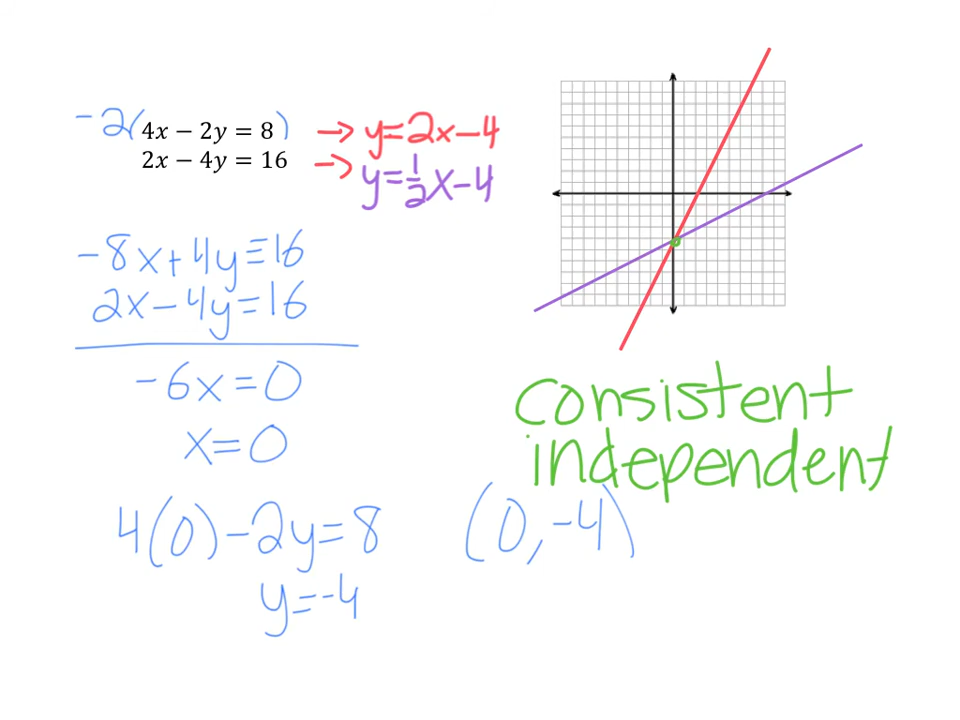 -2(4x − 2y = 8) → y=2x-4
2x − 4y = 16 → y=½x-4
-8x+4y=16
2x-4y=16
-6x=0
x=0
4(0)-2y=8
y=-4
consistent
independent
(0,-4)